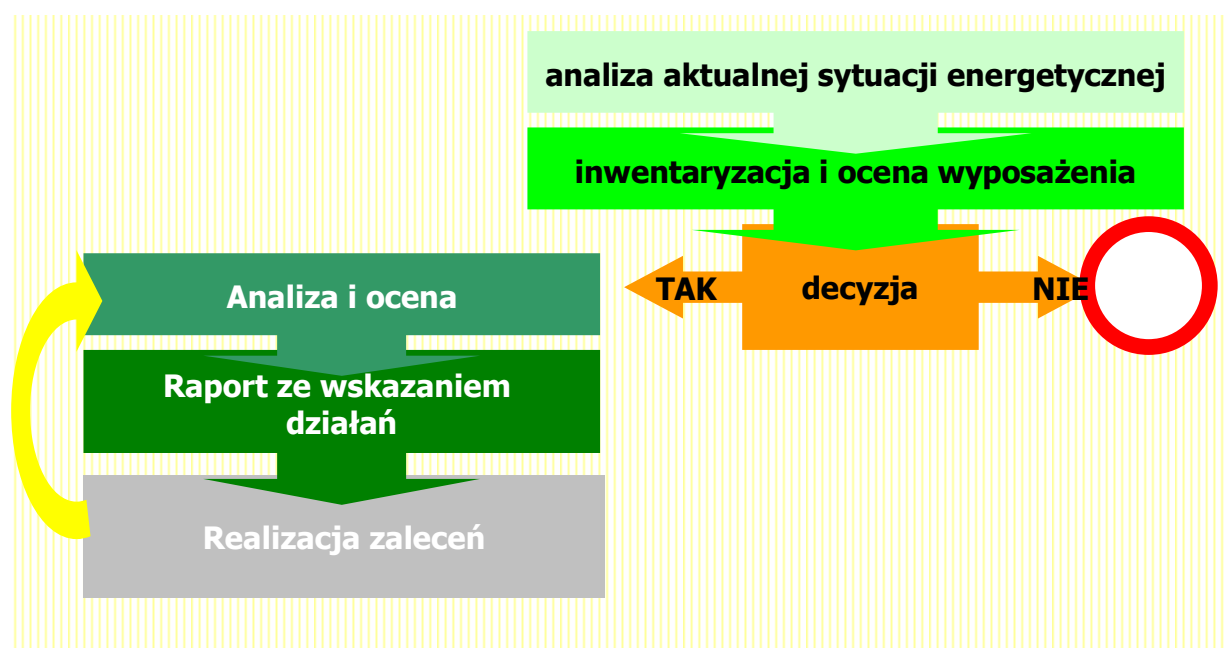 analiza aktualnej sytuacji energetycznej
inwentaryzacja i ocena wyposażenia
TAK
decyzja
NIE
Analiza i ocena
Raport ze wskazaniem
działań
Realizacja zaleceń